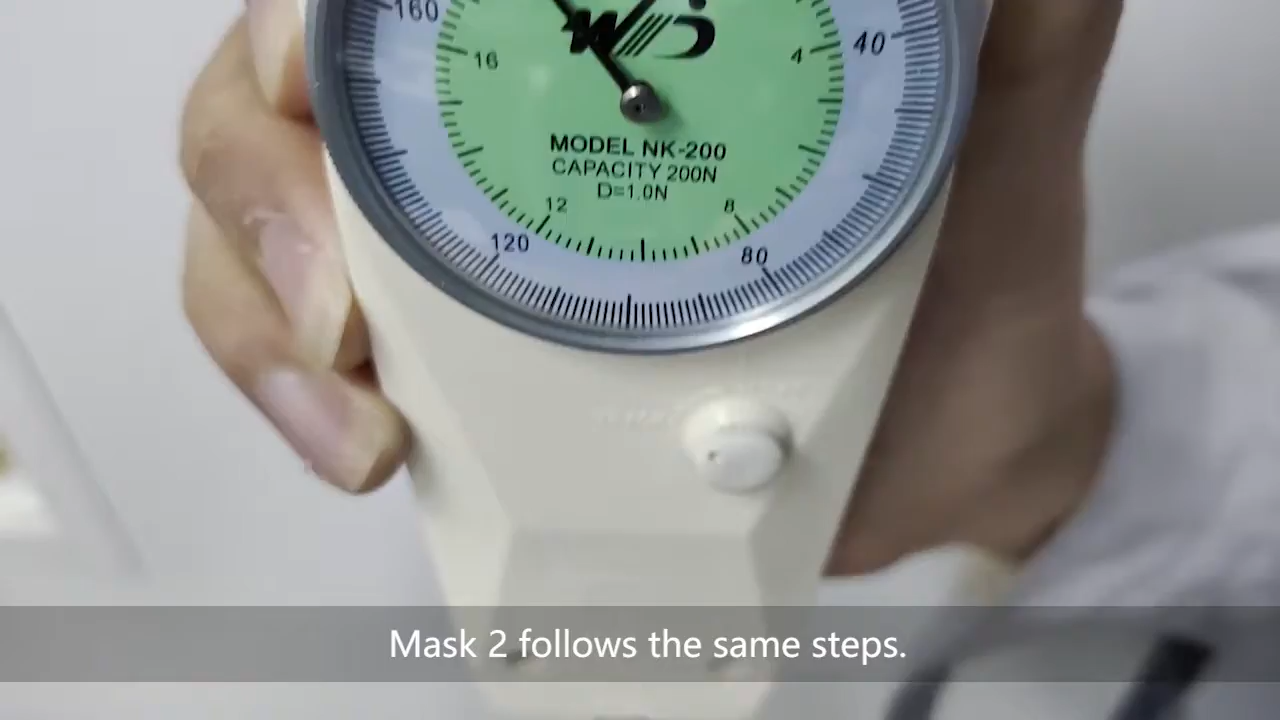 160
16
4
40
MODEL NK-200
CAPACITY 200N
D=1.0N
12
8
120
80
Mask 2 follows the same steps.